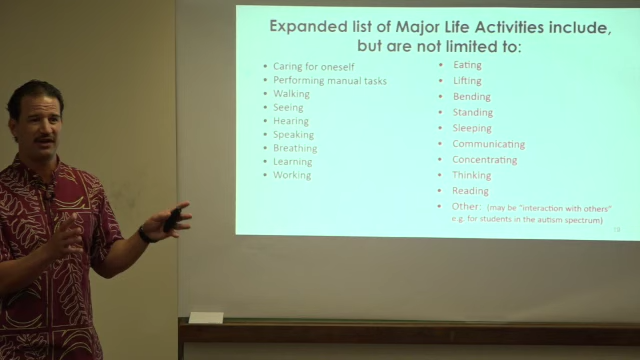 Expanded list of Major Life Activities include,
but are not limited to:
• Caring for oneself
• Performing manual tasks
• Walking
• Seeing
• Hearing
• Speaking
• Breathing
• Learning
• Working
• Eating
• Lifting
• Bending
• Standing
• Sleeping
• Communicating
• Concentrating
• Thinking
• Reading
• Other: (may be "interaction with others"
e.g. for students in the autism spectrum)